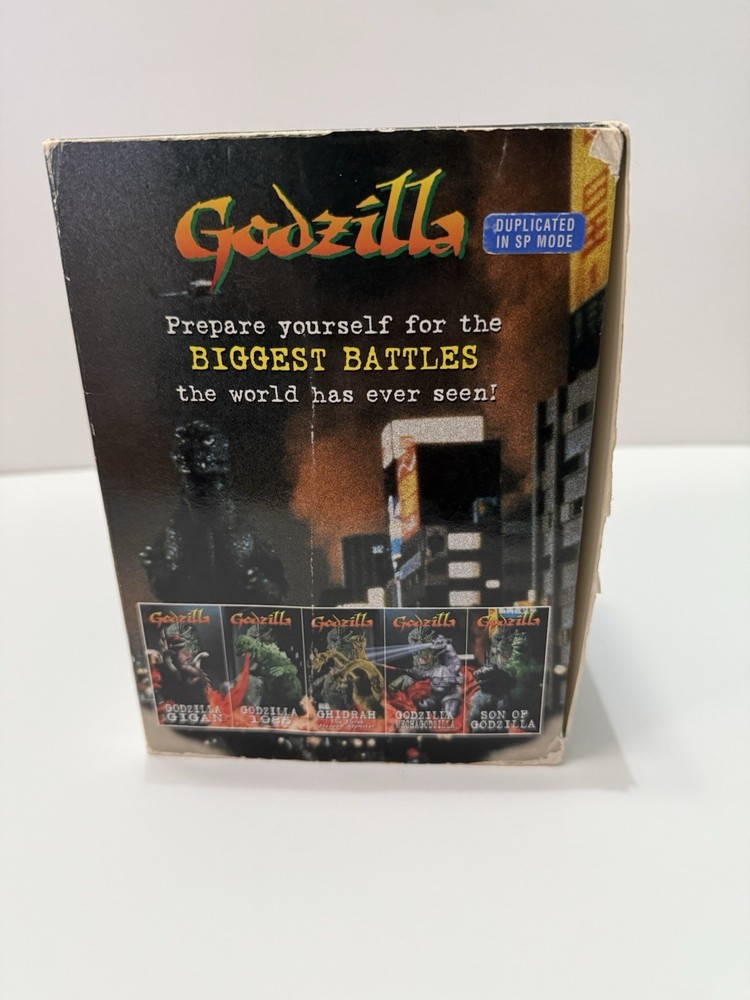 Godzilla
DUPLICATED
IN SP MODE
Prepare yourself for the
BIGGEST BATTLES
the world has ever seen!
Godzilla
GODZILLA
GIGAN
Godzilla
GODZILLA
1985
Godzilla
GHIDRAH
Godzilla
GODZILLA
MECHAGODZILLA
Godzilla
SON OF
GODZILLA